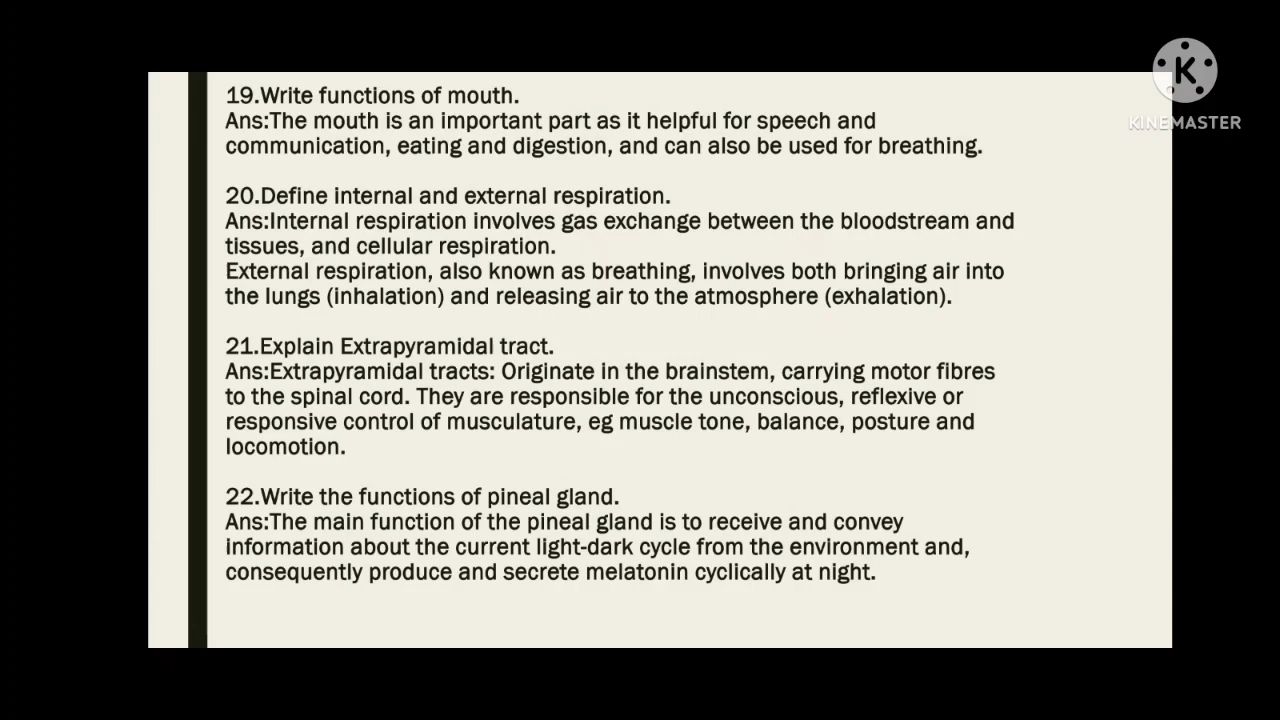 K
KINEMASTER
19.Write functions of mouth.
Ans:The mouth is an important part as it helpful for speech and
communication, eating and digestion, and can also be used for breathing.
20.Define internal and external respiration.
Ans:Internal respiration involves gas exchange between the bloodstream and
tissues, and cellular respiration.
External respiration, also known as breathing, involves both bringing air into
the lungs (inhalation) and releasing air to the atmosphere (exhalation).
21.Explain Extrapyramidal tract.
Ans:Extrapyramidal tracts: Originate in the brainstem, carrying motor fibres
to the spinal cord. They are responsible for the unconscious, reflexive or
responsive control of musculature, eg muscle tone, balance, posture and
locomotion.
22.Write the functions of pineal gland.
Ans:The main function of the pineal gland is to receive and convey
information about the current light-dark cycle from the environment and,
consequently produce and secrete melatonin cyclically at night.